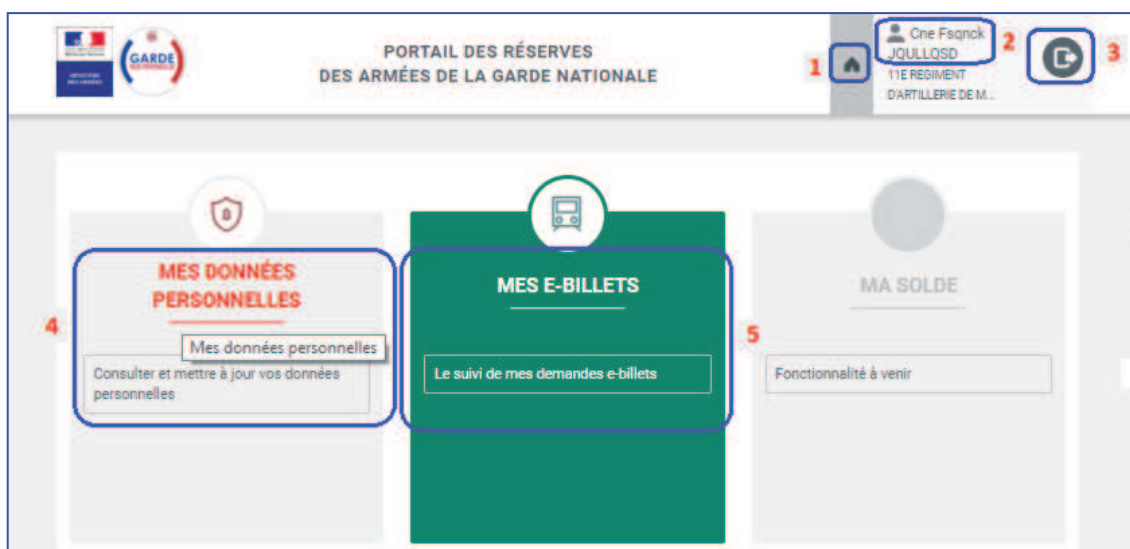 GARDE
PORTAIL DES RÉSERVES
DES ARMÉES DE LA GARDE NATIONALE
1
Cne Fsqnck
JQULLQSD
2
3
11E REGIMENT
D'ARTILLERIE DE M...
4
MES DONNÉES
PERSONNELLES
Mes données personnelles
Consulter et mettre à jour vos données
personnelles
MES E-BILLETS
Le suivi de mes demandes e-billets
5
MA SOLDE
Fonctionnalité à venir